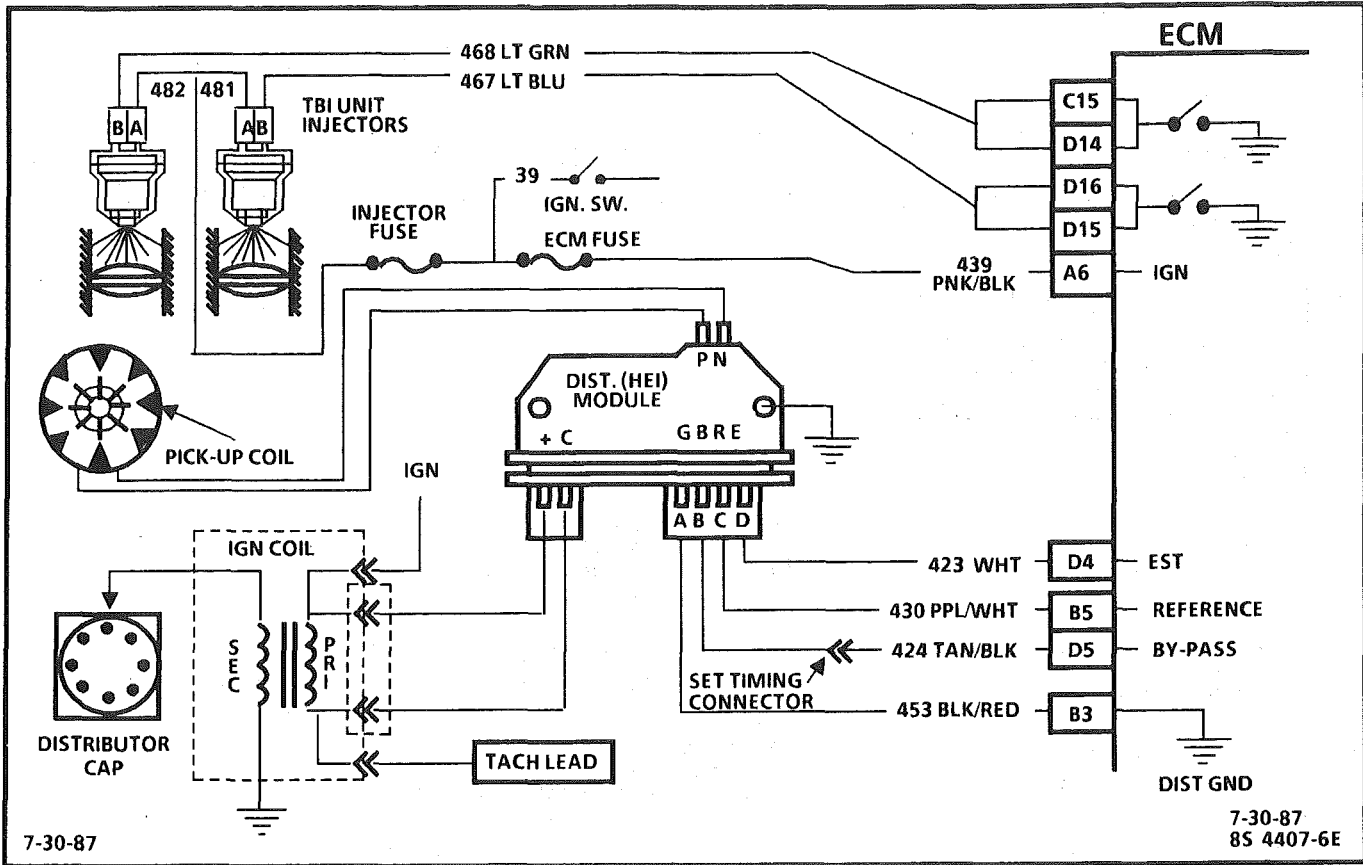 ECM
468 LT GRN
467 LT BLU
482 481
TBI UNIT
INJECTORS
B A
A B
C15
D14
D16
D15
39
IGN. SW.
INJECTOR
FUSE
ECM FUSE
439
PNK/BLK
A6
IGN
P N
DIST. (HEI)
MODULE
+ C
G B R E
PICK-UP COIL
IGN
A B C D
IGN COIL
SEC
PRI
423 WHT
D4
EST
430 PPL/WHT
B5
REFERENCE
424 TAN/BLK
D5
BY-PASS
SET TIMING
CONNECTOR
453 BLK/RED
B3
DISTRIBUTOR
CAP
TACH LEAD
DIST GND
7-30-87
7-30-87
8S 4407-6E